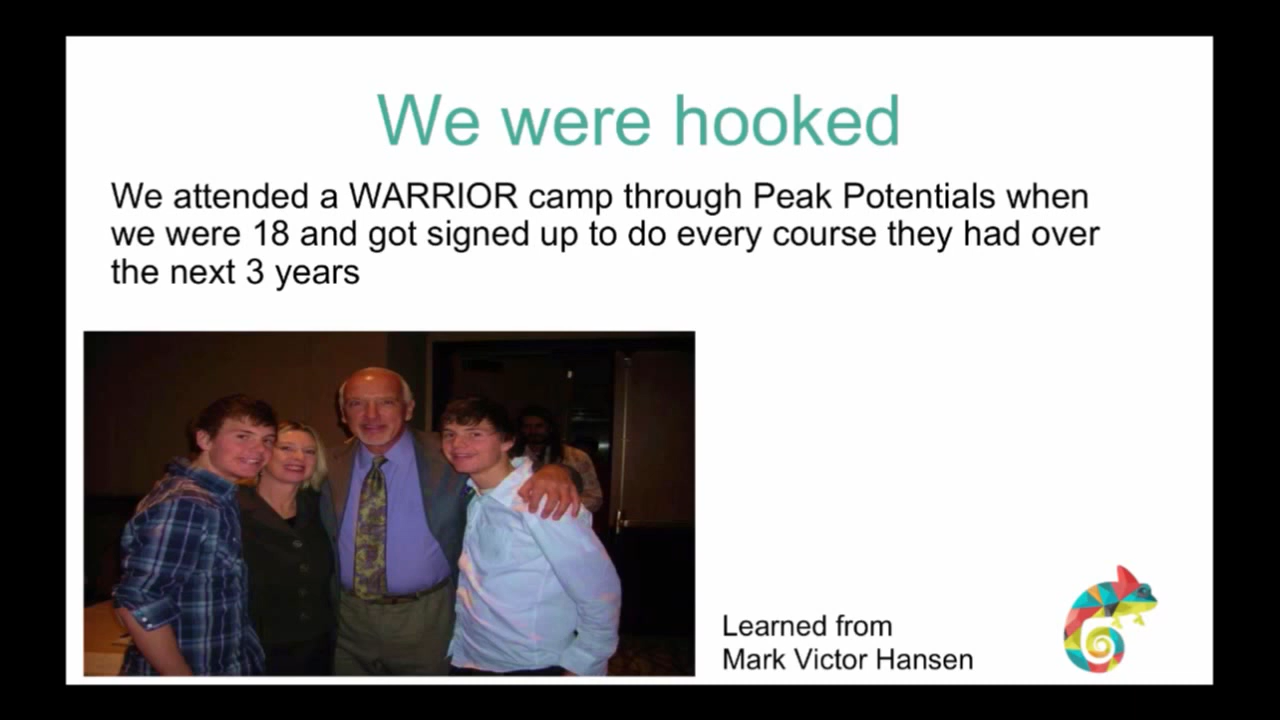 We were hooked
We attended a WARRIOR camp through Peak Potentials when
we were 18 and got signed up to do every course they had over
the next 3 years
Learned from
Mark Victor Hansen